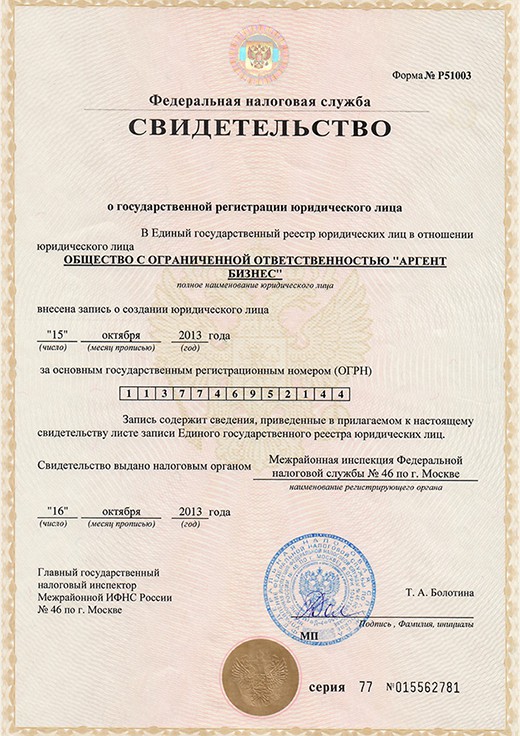 Форма № Р51003
Федеральная налоговая служба
СВИДЕТЕЛЬСТВО
о государственной регистрации юридического лица
В Единый государственный реестр юридических лиц в отношении
юридического лица
ОБЩЕСТВО С ОГРАНИЧЕННОЙ ОТВЕТСТВЕННОСТЬЮ "АРГЕНТ
БИЗНЕС"
полное наименование юридического лица
внесена запись о создании юридического лица
"15" октября 2013 года
(число) (месяц прописью) (год)
за основным государственным регистрационным номером (ОГРН)
1 1 3 7 7 4 6 9 5 2 1 4 4
Запись содержит сведения, приведенные в прилагаемом к настоящему
свидетельству листе записи Единого государственного реестра юридических лиц.
Свидетельство выдано налоговым органом Межрайонная инспекция Федеральной
налоговой службы № 46 по г. Москве
наименование регистрирующего органа
"16" октября 2013 года
(число) (месяц прописью) (год)
Главный государственный
налоговый инспектор
Межрайонной ИФНС России
№ 46 по г. Москве
Т. А. Болотина
Подпись , Фамилия, инициалы
МП
серия 77 №015562781